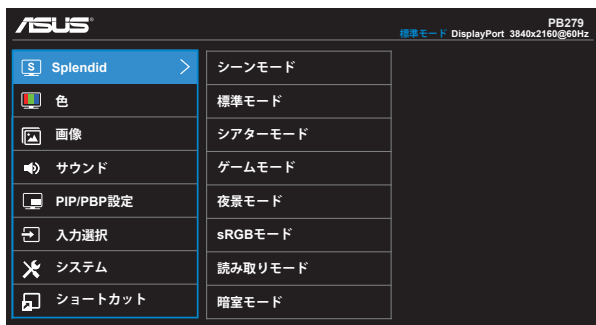 ASUS
PB279
標準モード DisplayPort 3840x2160@60Hz
S Splendid
色
画像
サウンド
PIP/PBP設定
入力選択
システム
ショートカット
シーンモード
標準モード
シアターモード
ゲームモード
夜景モード
sRGBモード
読み取りモード
暗室モード